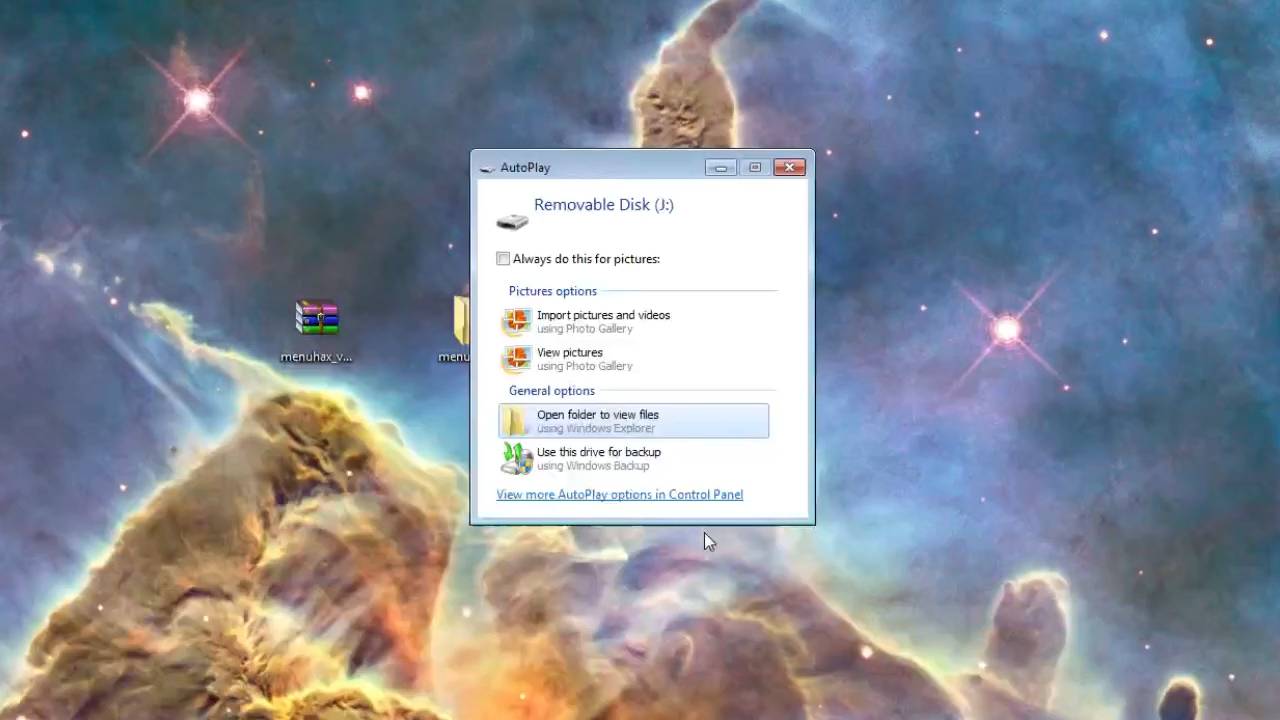 AutoPlay
Removable Disk (J:)
Always do this for pictures:
Pictures options
Import pictures and videos
using Photo Gallery
View pictures
using Photo Gallery
General options
Open folder to view files
using Windows Explorer
Use this drive for backup
using Windows Backup
View more AutoPlay options in Control Panel
menuhax_v...
menu